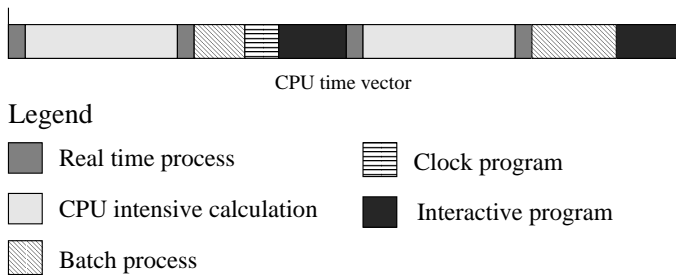 CPU time vector
Legend
Real time process
Clock program
CPU intensive calculation
Interactive program
Batch process